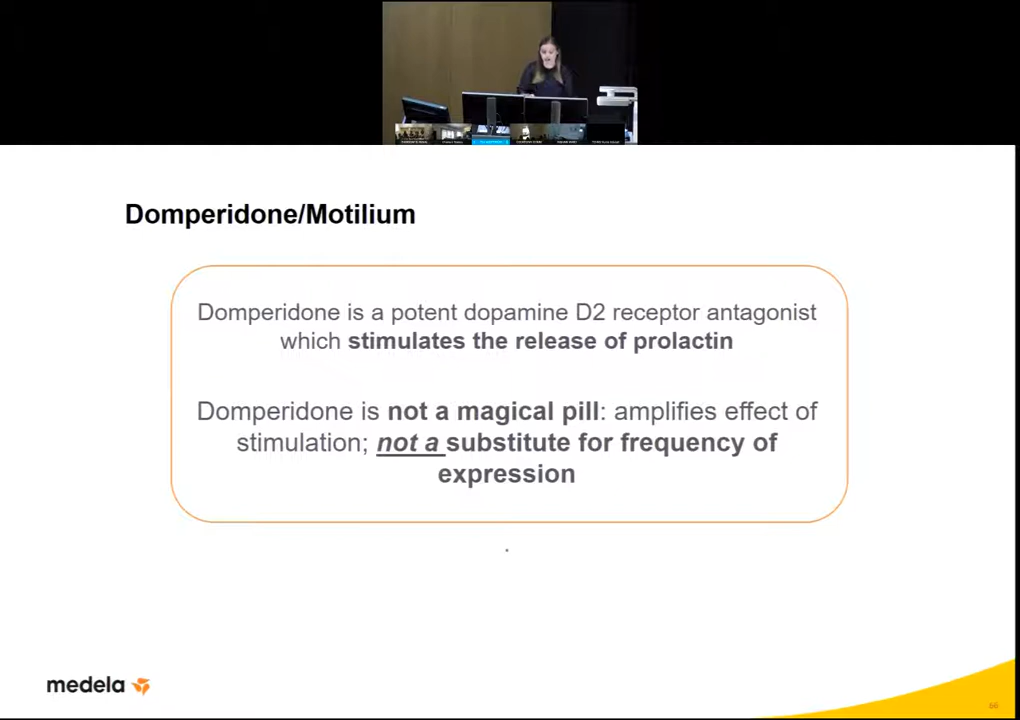 Domperidone/Motilium
Domperidone is a potent dopamine D2 receptor antagonist
which stimulates the release of prolactin
Domperidone is not a magical pill: amplifies effect of
stimulation; not a substitute for frequency of
expression
.
medela
66